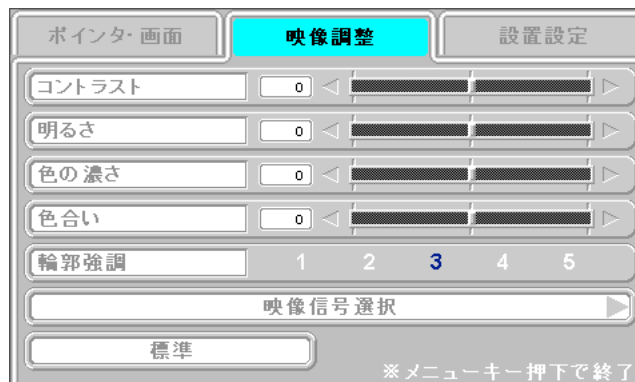 ポインタ・画面 映像調整 設置設定
コントラスト 0
明るさ 0
色の濃さ 0
色合い 0
輪郭強調 1 2 3 4 5
映像信号選択
標準
※メニューキー押下で終了